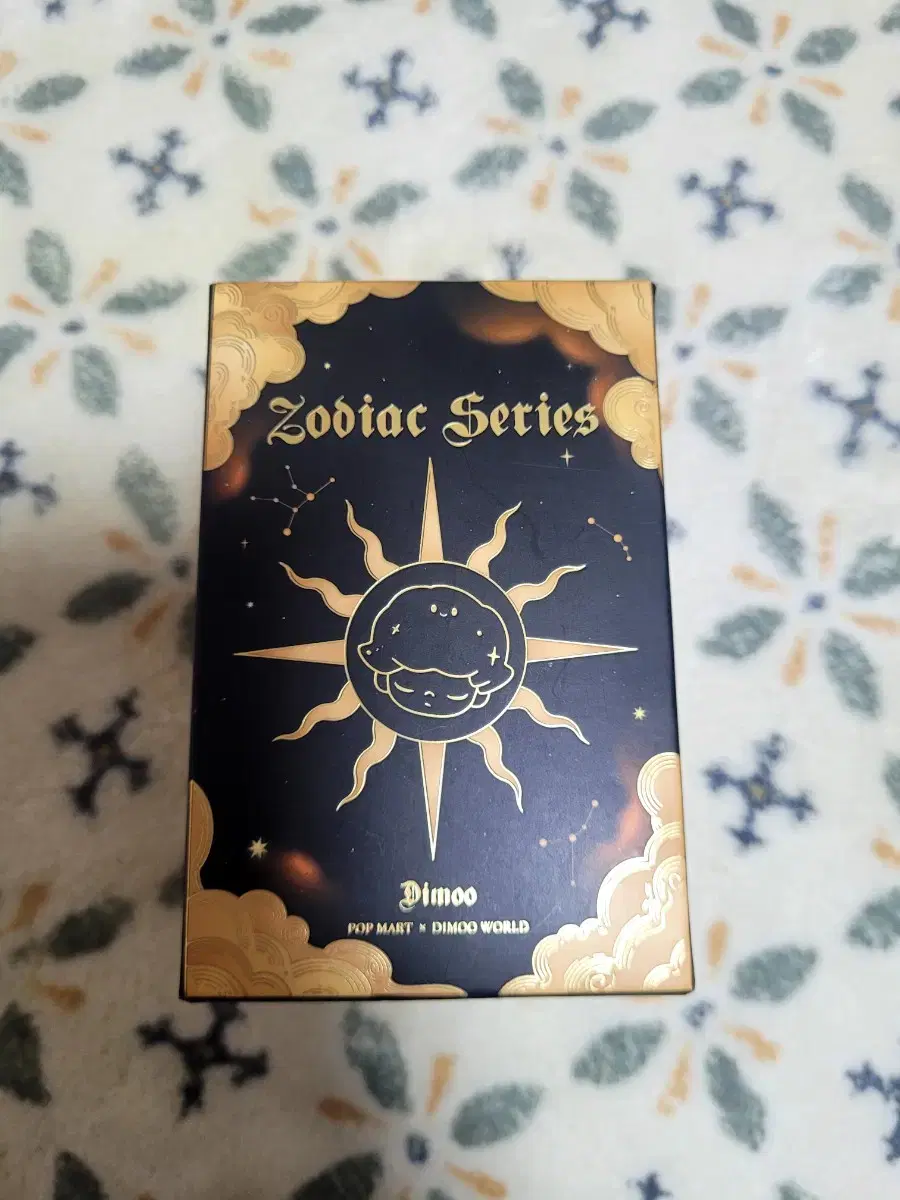 Zodiac Series
Dimoo
POP MART × DIMOO WORLD